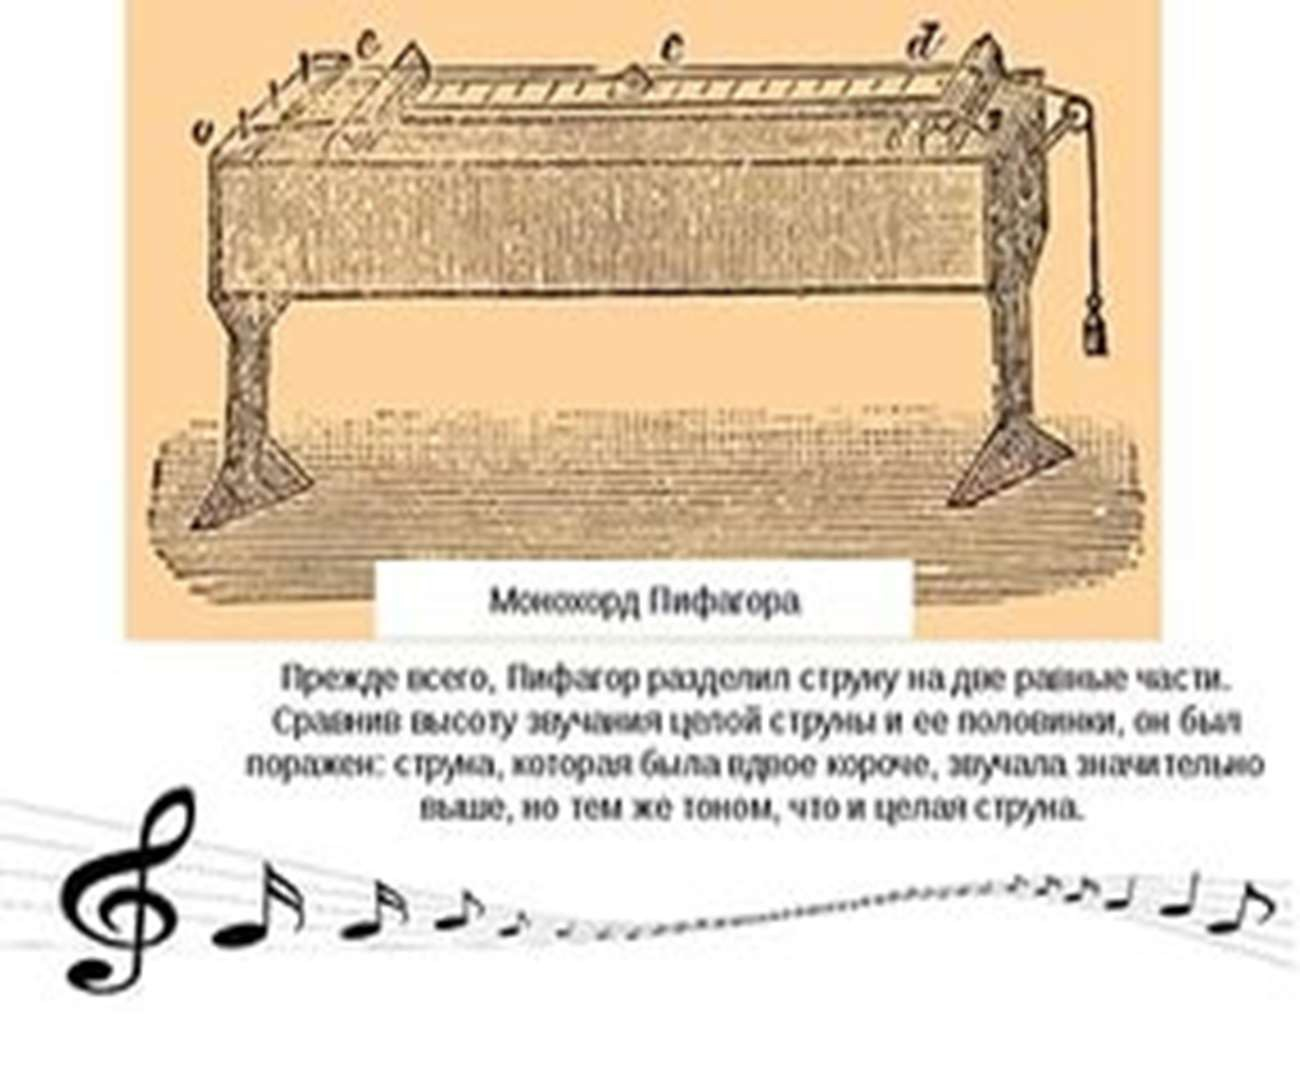 c c d
o
Монохорд Пифагора
Прежде всего, Пифагор разделил струну на две равные части.
Сравнив высоту звучания целой струны и ее половинки, он был
поражен: струна, которая была вдвое короче, звучала значительно
выше, но тем же тоном, что и целая струна.